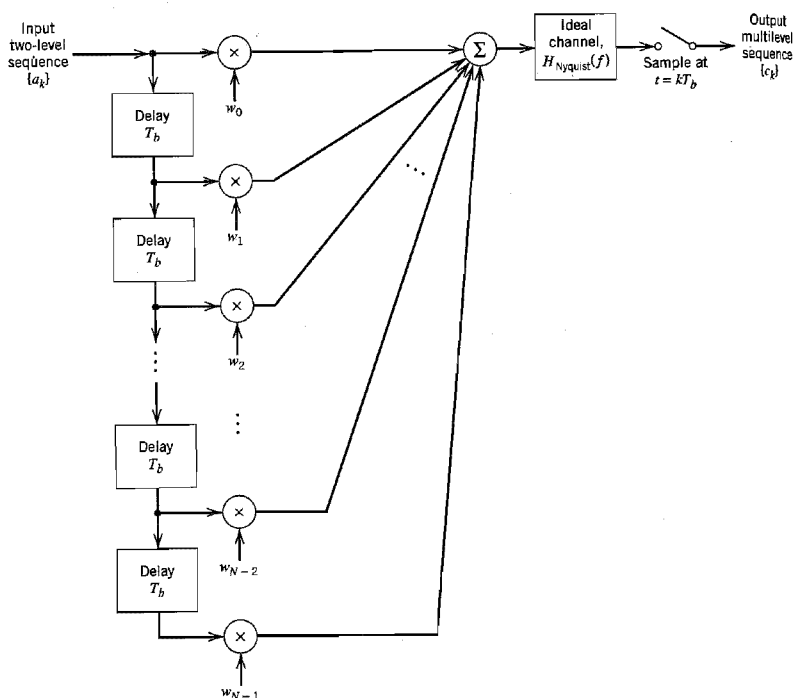 Input
two-level
sequence
{a_k}
×
w_0
Σ
Ideal
channel,
H_Nyquist(f)
Sample at
t = kT_b
Output
multilevel
sequence
{c_k}
Delay
T_b
×
w_1
Delay
T_b
×
w_2
Delay
T_b
×
w_{N-2}
Delay
T_b
×
w_{N-1}